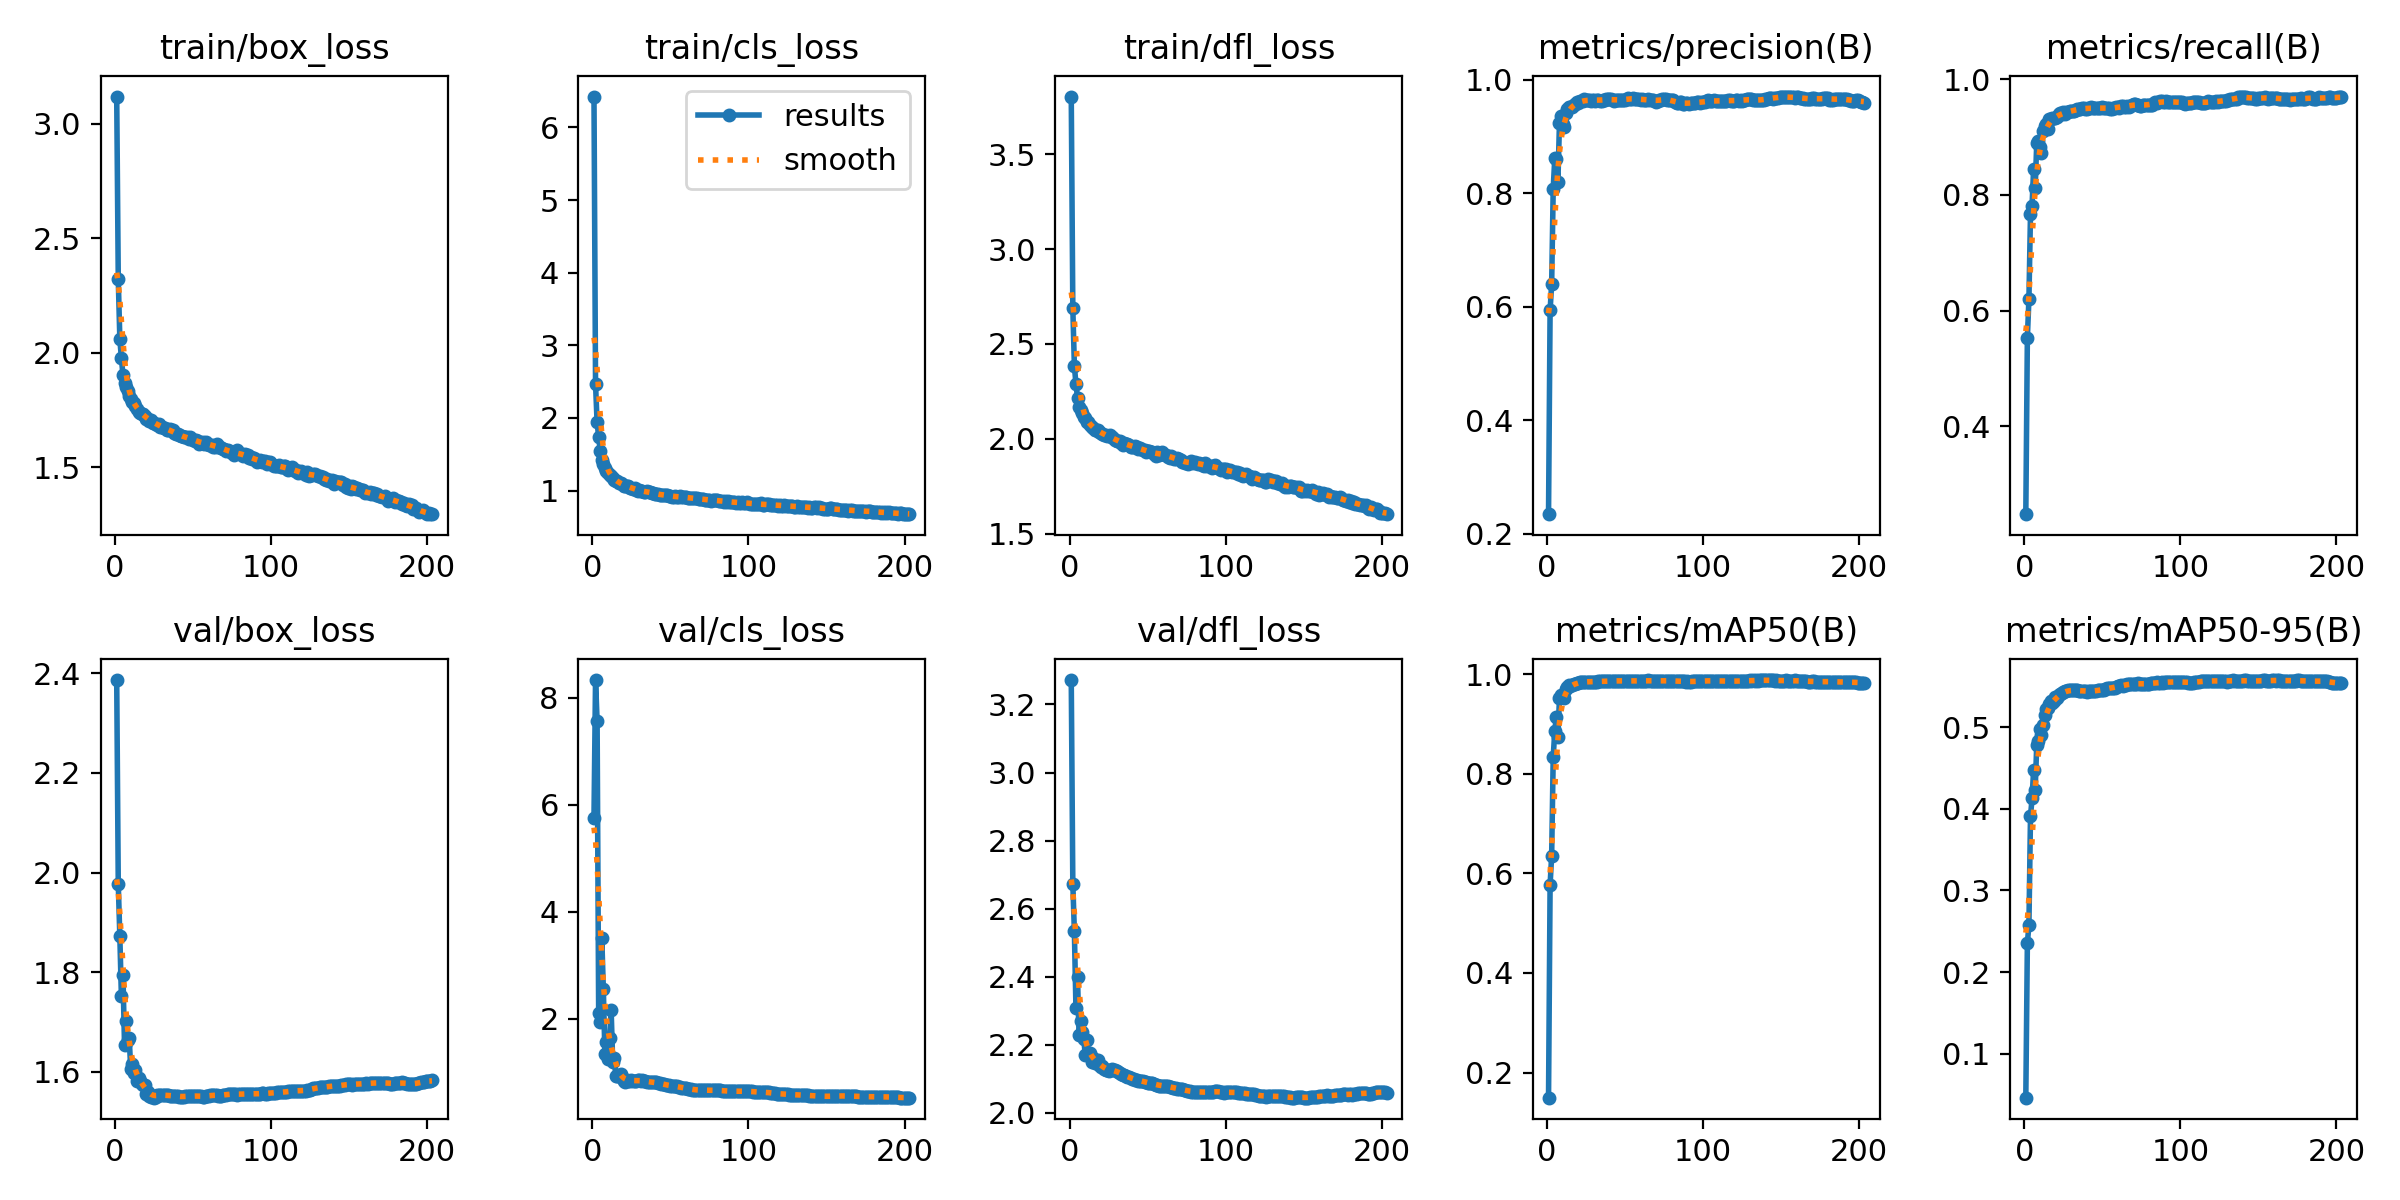 train/box_loss
3.0
2.5
2.0
1.5
0 100 200
train/cls_loss
results
smooth
6
5
4
3
2
1
0 100 200
train/dfl_loss
3.5
3.0
2.5
2.0
1.5
0 100 200
metrics/precision(B)
1.0
0.8
0.6
0.4
0.2
0 100 200
metrics/recall(B)
1.0
0.8
0.6
0.4
0 100 200
val/box_loss
2.4
2.2
2.0
1.8
1.6
0 100 200
val/cls_loss
8
6
4
2
0 100 200
val/dfl_loss
3.2
3.0
2.8
2.6
2.4
2.2
2.0
0 100 200
metrics/mAP50(B)
1.0
0.8
0.6
0.4
0.2
0 100 200
metrics/mAP50-95(B)
0.5
0.4
0.3
0.2
0.1
0 100 200